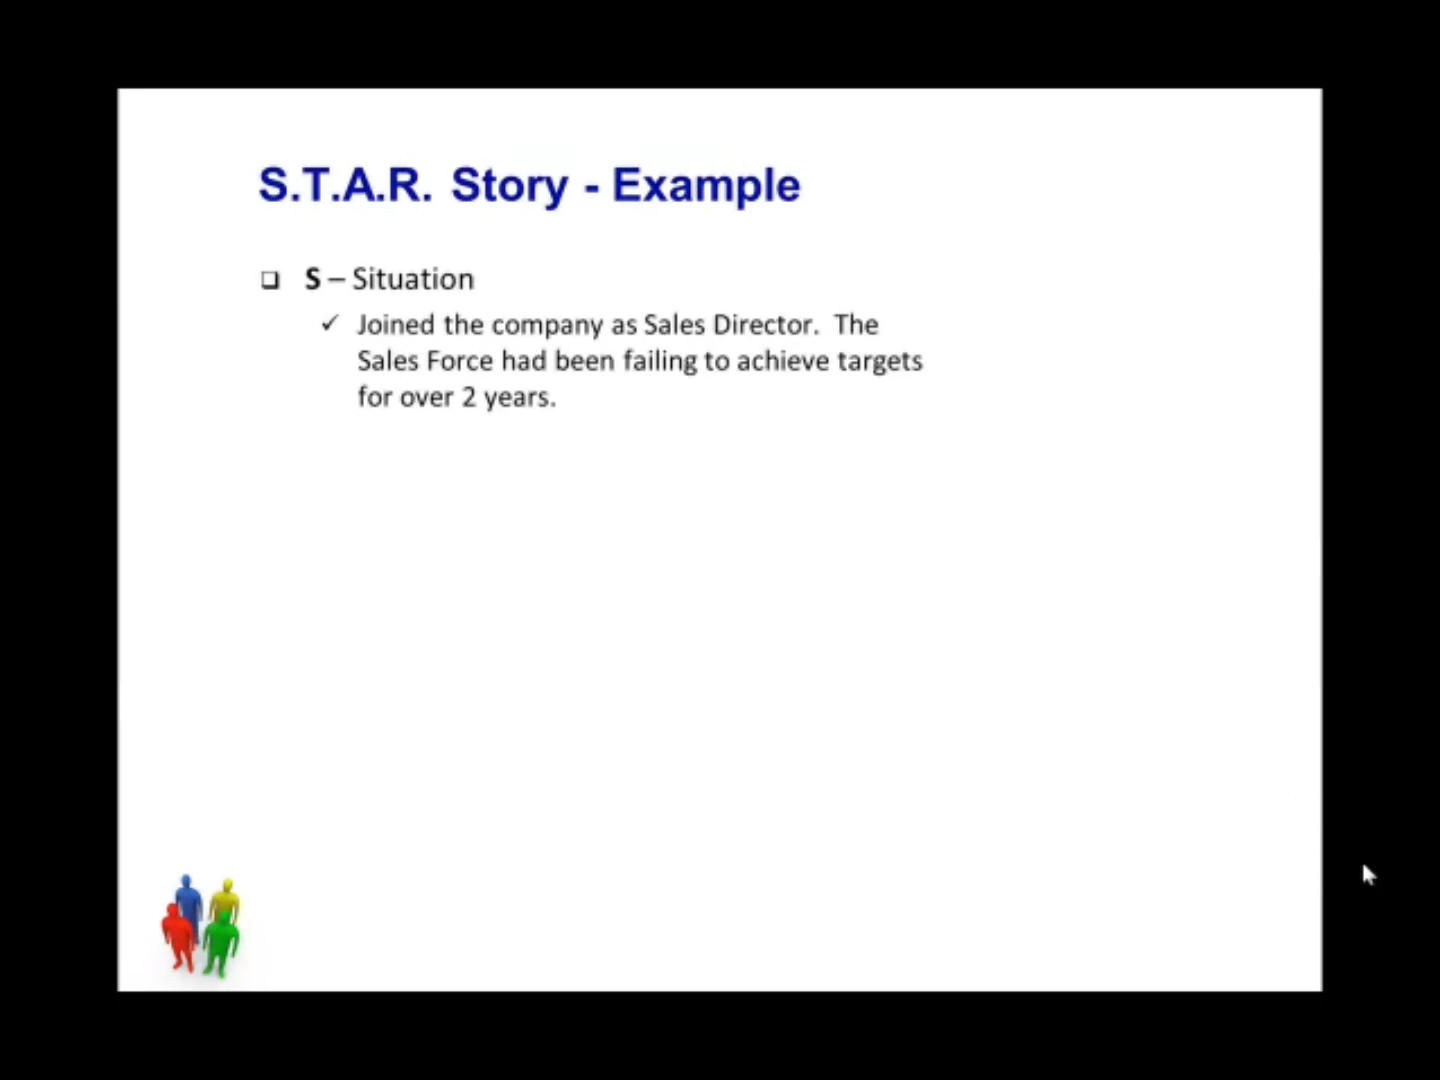 S.T.A.R. Story - Example
❑ S – Situation
✓ Joined the company as Sales Director.  The
Sales Force had been failing to achieve targets
for over 2 years.